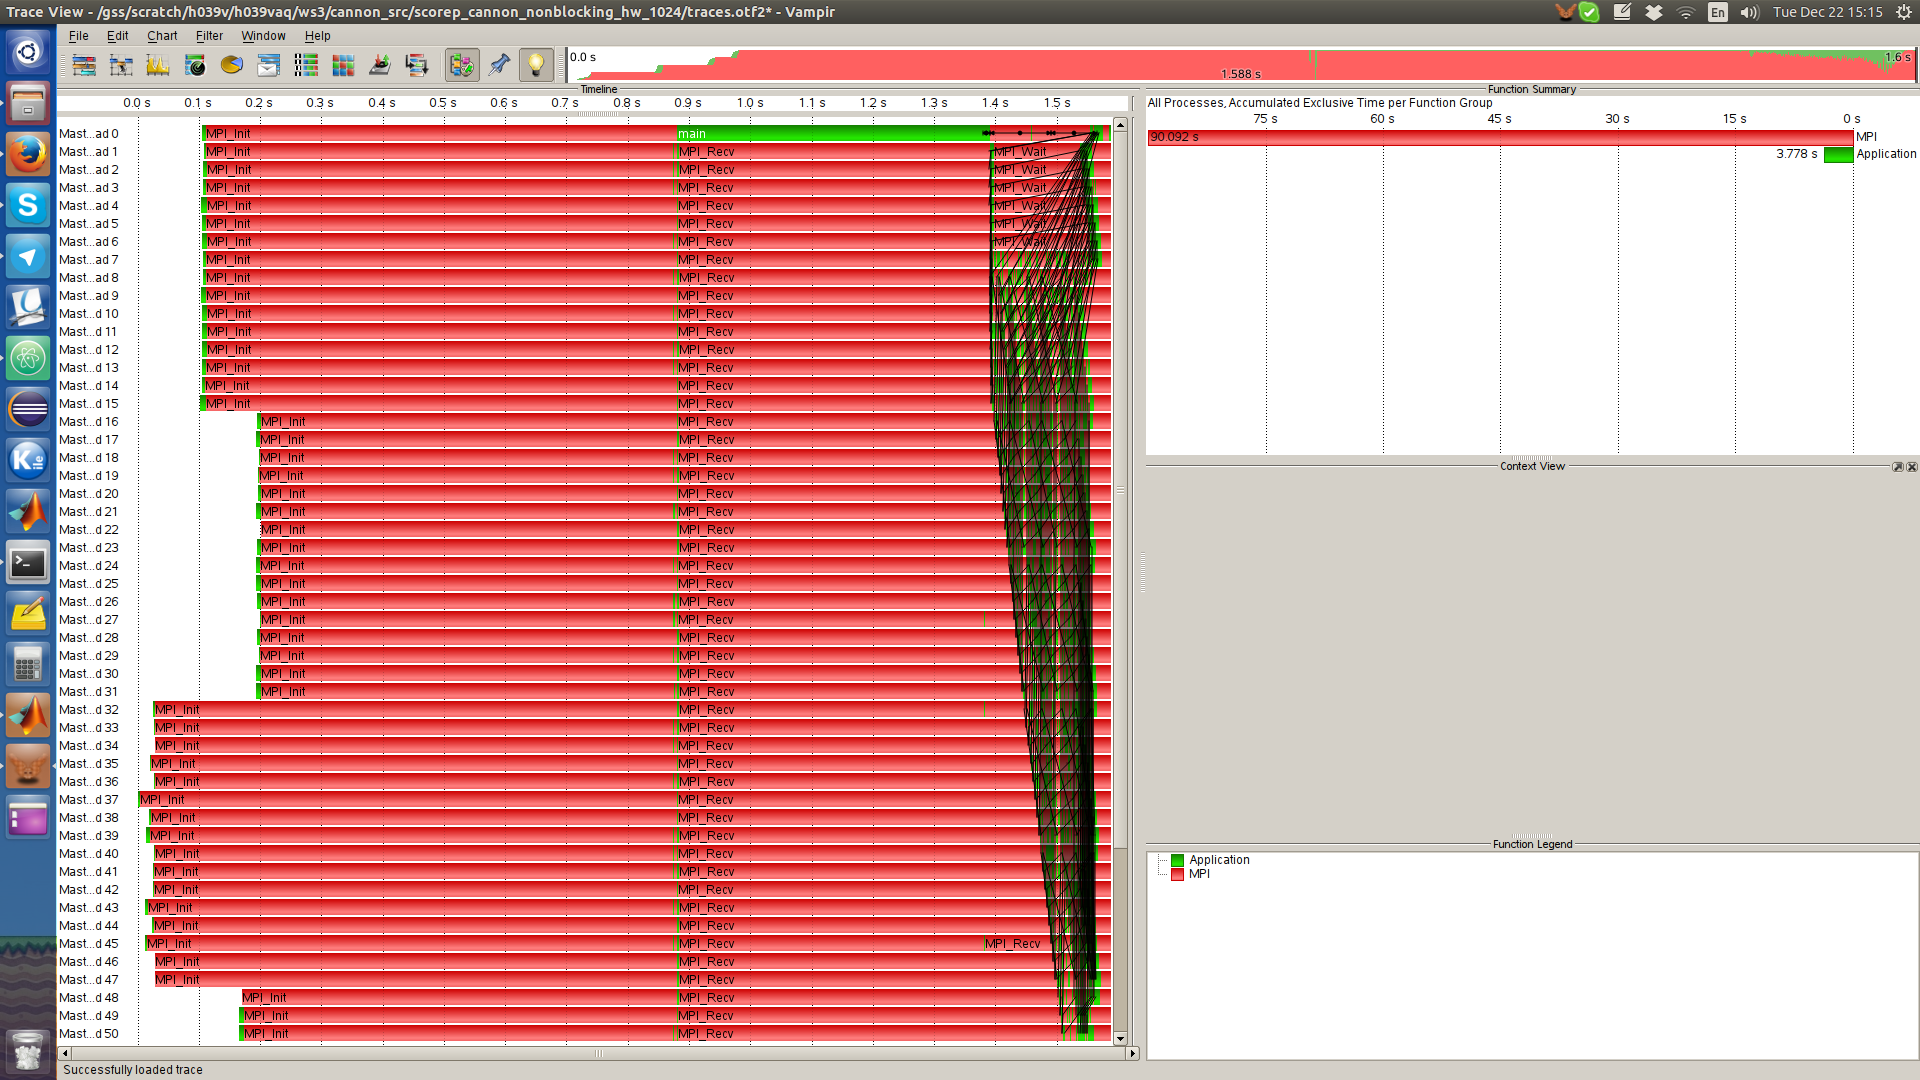 Trace View - /gss/scratch/h039v/h039vaq/ws3/cannon_src/scorep_cannon_nonblocking_hw_1024/traces.otf2* - Vampir
En
Tue Dec 22 15:15
File Edit Chart Filter Window Help
0.0 s
1.588 s
1.6 s
Timeline
0.0 s 0.1 s 0.2 s 0.3 s 0.4 s 0.5 s 0.6 s 0.7 s 0.8 s 0.9 s 1.0 s 1.1 s 1.2 s 1.3 s 1.4 s 1.5 s
Mast...ad 0 MPI_Init main
Mast...ad 1 MPI_Init MPI_Recv MPI_Wait
Mast...ad 2 MPI_Init MPI_Recv MPI_Wait
Mast...ad 3 MPI_Init MPI_Recv MPI_Wait
Mast...ad 4 MPI_Init MPI_Recv MPI_Wait
Mast...ad 5 MPI_Init MPI_Recv MPI_Wait
Mast...ad 6 MPI_Init MPI_Recv MPI_Wait
Mast...ad 7 MPI_Init MPI_Recv
Mast...ad 8 MPI_Init MPI_Recv
Mast...ad 9 MPI_Init MPI_Recv
Mast...d 10 MPI_Init MPI_Recv
Mast...d 11 MPI_Init MPI_Recv
Mast...d 12 MPI_Init MPI_Recv
Mast...d 13 MPI_Init MPI_Recv
Mast...d 14 MPI_Init MPI_Recv
Mast...d 15 MPI_Init MPI_Recv
Mast...d 16 MPI_Init MPI_Recv
Mast...d 17 MPI_Init MPI_Recv
Mast...d 18 MPI_Init MPI_Recv
Mast...d 19 MPI_Init MPI_Recv
Mast...d 20 MPI_Init MPI_Recv
Mast...d 21 MPI_Init MPI_Recv
Mast...d 22 MPI_Init MPI_Recv
Mast...d 23 MPI_Init MPI_Recv
Mast...d 24 MPI_Init MPI_Recv
Mast...d 25 MPI_Init MPI_Recv
Mast...d 26 MPI_Init MPI_Recv
Mast...d 27 MPI_Init MPI_Recv
Mast...d 28 MPI_Init MPI_Recv
Mast...d 29 MPI_Init MPI_Recv
Mast...d 30 MPI_Init MPI_Recv
Mast...d 31 MPI_Init MPI_Recv
Mast...d 32 MPI_Init MPI_Recv
Mast...d 33 MPI_Init MPI_Recv
Mast...d 34 MPI_Init MPI_Recv
Mast...d 35 MPI_Init MPI_Recv
Mast...d 36 MPI_Init MPI_Recv
Mast...d 37 MPI_Init MPI_Recv
Mast...d 38 MPI_Init MPI_Recv
Mast...d 39 MPI_Init MPI_Recv
Mast...d 40 MPI_Init MPI_Recv
Mast...d 41 MPI_Init MPI_Recv
Mast...d 42 MPI_Init MPI_Recv
Mast...d 43 MPI_Init MPI_Recv
Mast...d 44 MPI_Init MPI_Recv
Mast...d 45 MPI_Init MPI_Recv MPI_Recv
Mast...d 46 MPI_Init MPI_Recv
Mast...d 47 MPI_Init MPI_Recv
Mast...d 48 MPI_Init MPI_Recv
Mast...d 49 MPI_Init MPI_Recv
Mast...d 50 MPI_Init MPI_Recv
Successfully loaded trace
Function Summary
All Processes, Accumulated Exclusive Time per Function Group
75 s 60 s 45 s 30 s 15 s 0 s
90.092 s MPI
3.778 s Application
Context View
Function Legend
Application
MPI